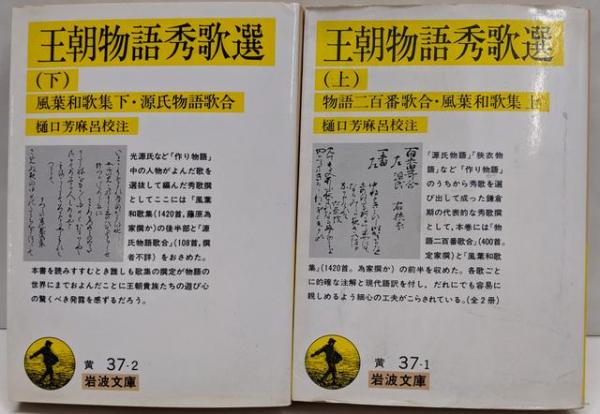 王朝物語秀歌選
(下)
風葉和歌集下・源氏物語歌合
樋口芳麻呂校注
光源氏など「作り物語」
中の人物がよんだ歌を
選抜して編んだ秀歌撰
としてここには『風葉
和歌集』(1420首,藤原為
家撰か)の後半部と『源
氏物語歌合』(108首,撰
者不詳)をおさめた。
本書を読みすすむとき誰しも歌集の撰定が物語の
世界にまでおよんだことに王朝貴族たちの遊び心
の驚くべき発露を感ずるだろう。
黄 37-2
岩波文庫
王朝物語秀歌選
(上)
物語二百番歌合・風葉和歌集 上
樋口芳麻呂校注
『源氏物語』『狭衣物
語』など「作り物語」
のうちから秀歌を選
び出して成った鎌倉
期の代表的な秀歌撰
として,本巻には『物
語二百番歌合』(400首。
定家撰)と『風葉和歌
集』(1420首。為家撰か)の前半を収めた。各歌ごと
に的確な注解と現代語訳を付し,だれにでも容易に
親しめるよう細心の工夫がこらされている。(全2冊)
黄 37-1
岩波文庫